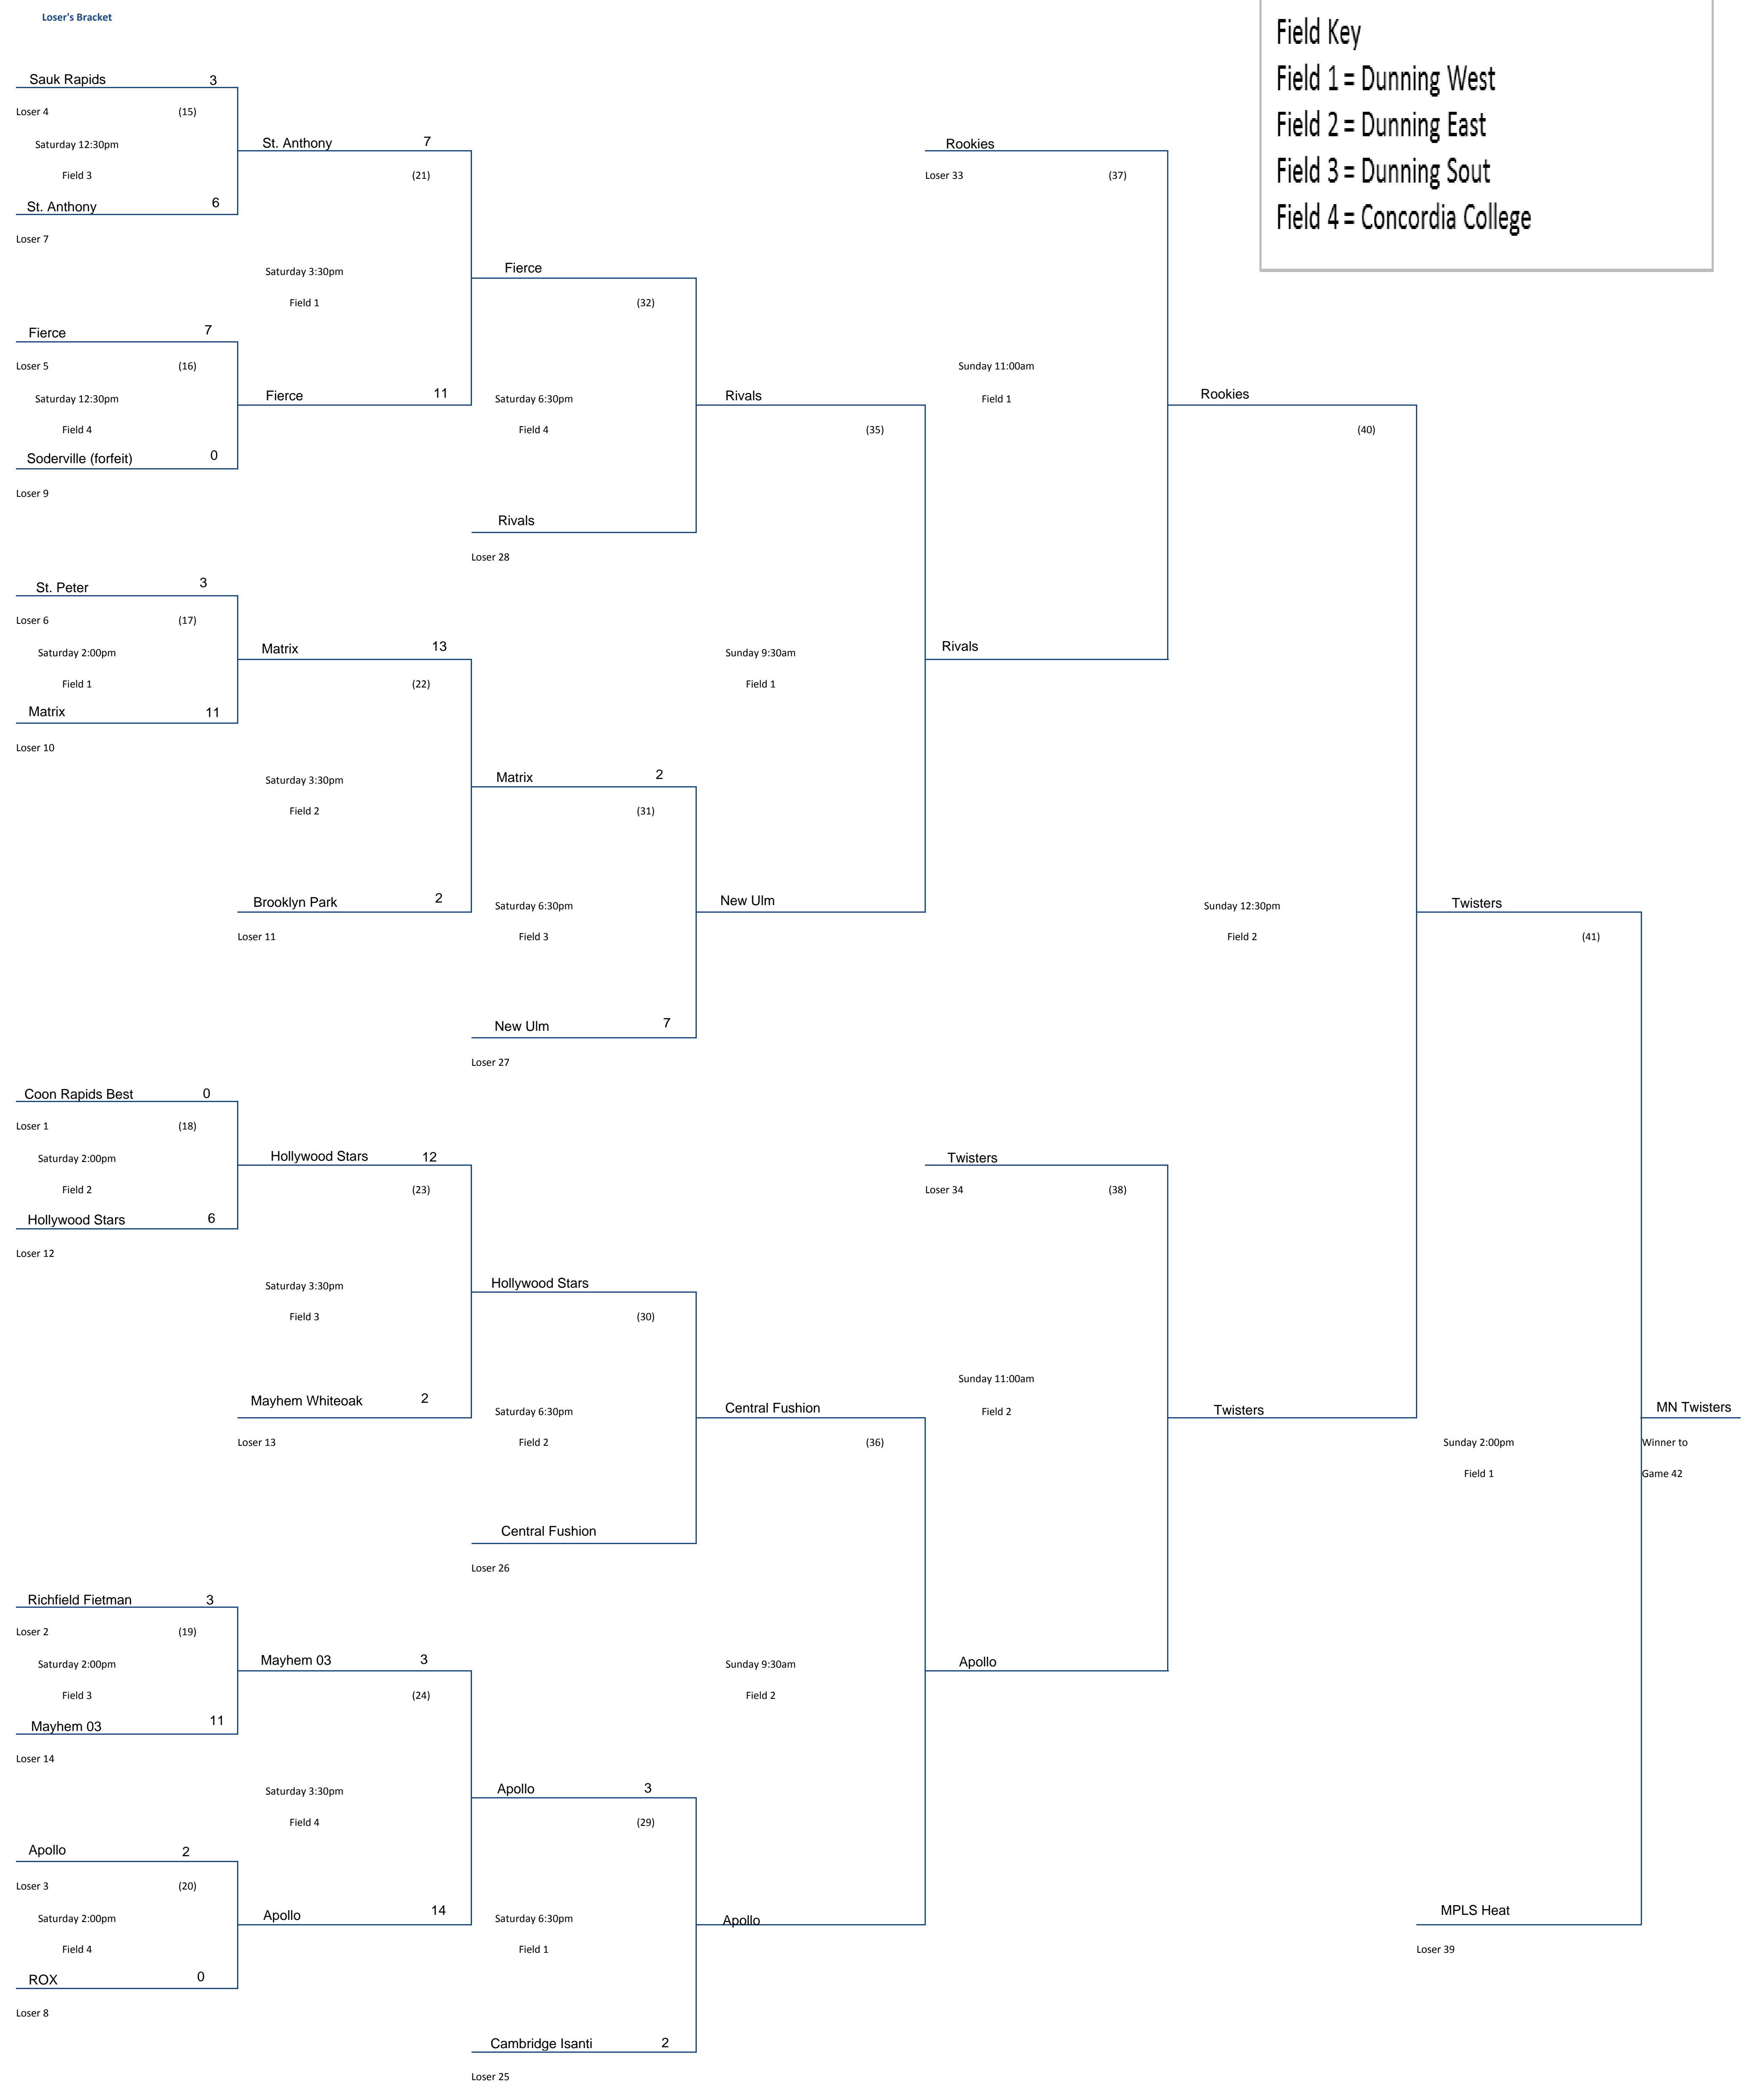 Loser's Bracket
Field Key
Field 1 = Dunning West
Field 2 = Dunning East
Field 3 = Dunning Sout
Field 4 = Concordia College
Sauk Rapids 3
Loser 4 (15)
Saturday 12:30pm
Field 3
St. Anthony 6
Loser 7
Fierce 7
Loser 5 (16)
Saturday 12:30pm
Field 4
Soderville (forfeit) 0
Loser 9
St. Peter 3
Loser 6 (17)
Saturday 2:00pm
Field 1
Matrix 11
Loser 10
Coon Rapids Best 0
Loser 1 (18)
Saturday 2:00pm
Field 2
Hollywood Stars 6
Loser 12
Richfield Fietman 3
Loser 2 (19)
Saturday 2:00pm
Field 3
Mayhem 03 11
Loser 14
Apollo 2
Loser 3 (20)
Saturday 2:00pm
Field 4
ROX 0
Loser 8
St. Anthony 7
(21)
Saturday 3:30pm
Field 1
Fierce 11
Matrix 13
(22)
Saturday 3:30pm
Field 2
Brooklyn Park 2
Loser 11
Hollywood Stars 12
(23)
Saturday 3:30pm
Field 3
Mayhem Whiteoak 2
Loser 13
Mayhem 03 3
(24)
Saturday 3:30pm
Field 4
Apollo 14
Fierce
(32)
Saturday 6:30pm
Field 4
Rivals
Loser 28
Matrix 2
(31)
Saturday 6:30pm
Field 3
New Ulm 7
Loser 27
Hollywood Stars
(30)
Saturday 6:30pm
Field 2
Central Fushion
Loser 26
Apollo 3
(29)
Saturday 6:30pm
Field 1
Cambridge Isanti 2
Loser 25
Rivals
(35)
Sunday 9:30am
Field 1
New Ulm
Central Fushion
(36)
Sunday 9:30am
Field 2
Apollo
Rookies
Loser 33 (37)
Sunday 11:00am
Field 1
Rivals
Twisters
Loser 34 (38)
Sunday 11:00am
Field 2
Apollo
Rookies
(40)
Sunday 12:30pm
Field 2
Twisters
Twisters
(41)
Sunday 2:00pm
Field 1
MPLS Heat
Loser 39
MN Twisters
Winner to
Game 42